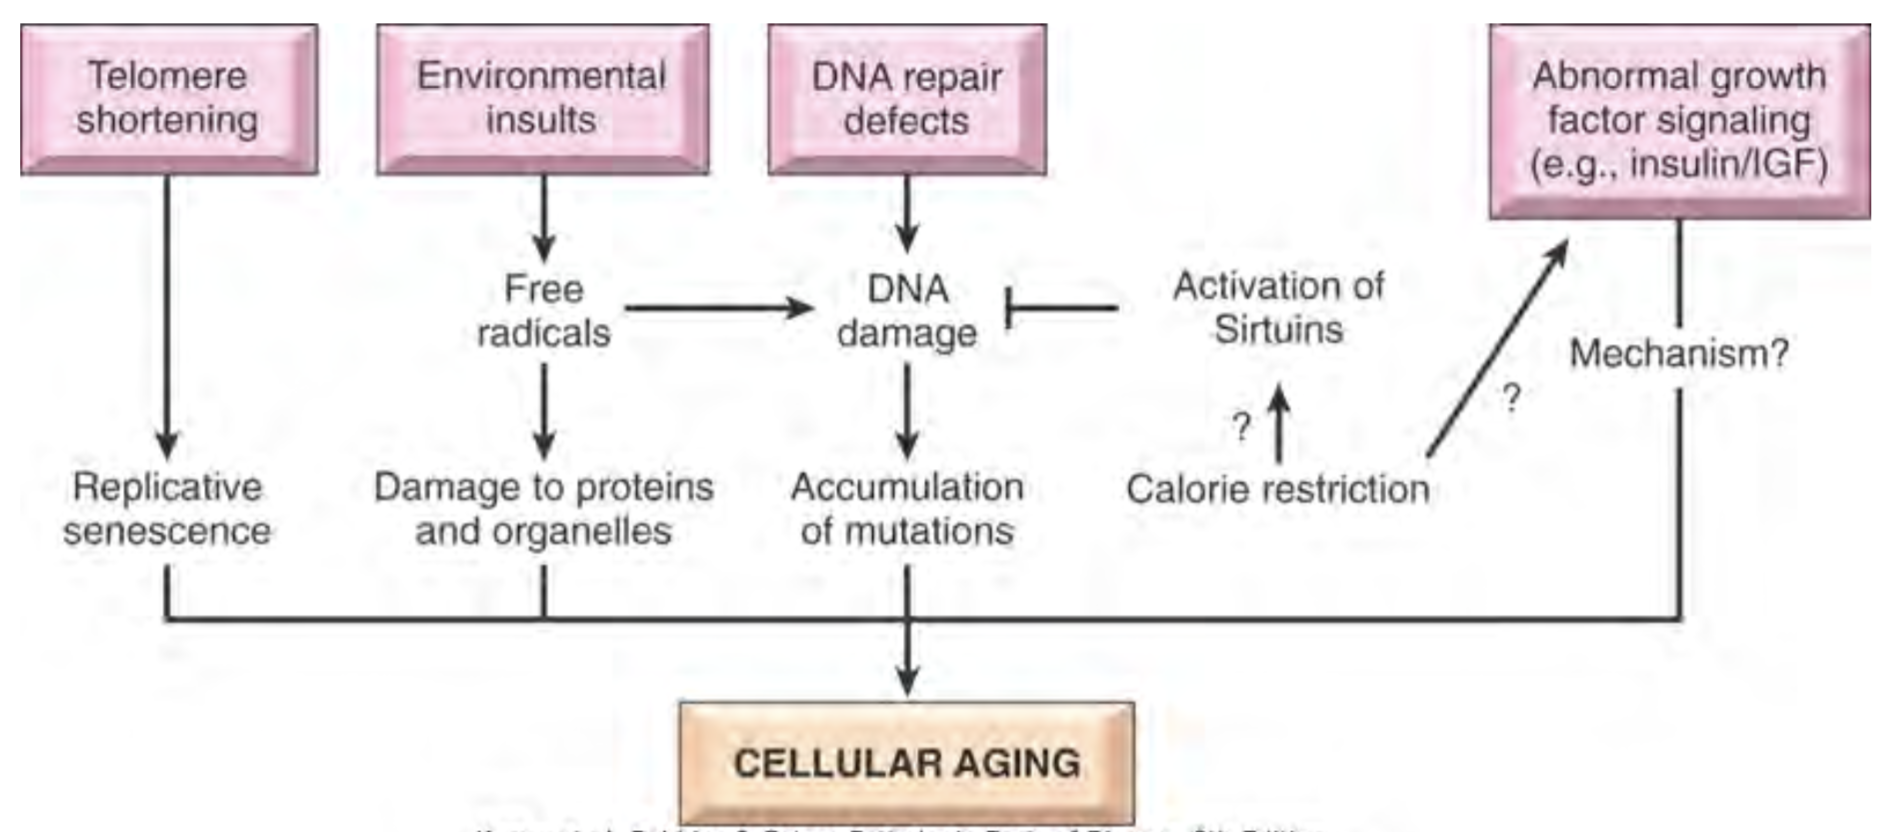 Telomere
shortening
Environmental
insults
DNA repair
defects
Abnormal growth
factor signaling
(e.g., insulin/IGF)
Free
radicals
DNA
damage
Activation of
Sirtuins
Mechanism?
?
?
Replicative
senescence
Damage to proteins
and organelles
Accumulation
of mutations
Calorie restriction
CELLULAR AGING